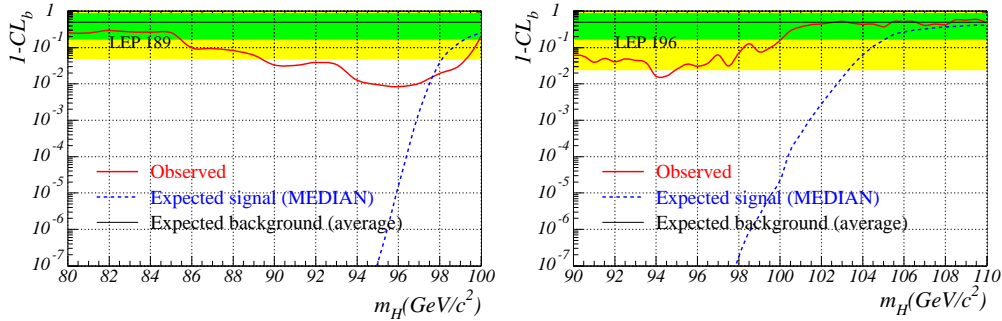 1-CL_b
1
10^-1
10^-2
10^-3
10^-4
10^-5
10^-6
10^-7
LEP 189
Observed
Expected signal (MEDIAN)
Expected background (average)
80 82 84 86 88 90 92 94 96 98 100
m_H(GeV/c^2)
1-CL_b
1
10^-1
10^-2
10^-3
10^-4
10^-5
10^-6
10^-7
LEP 196
Observed
Expected signal (MEDIAN)
Expected background (average)
90 92 94 96 98 100 102 104 106 108 110
m_H(GeV/c^2)